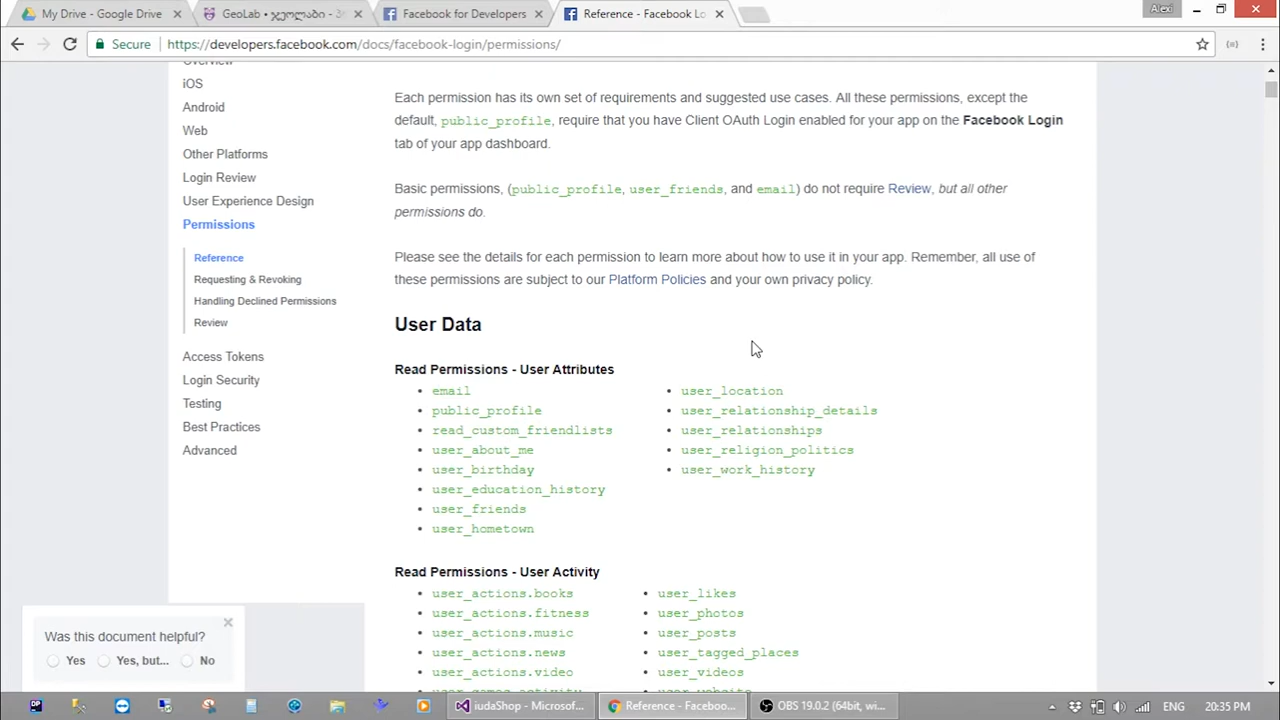 My Drive - Google Drive
GeoLab • ჯეოლაბი -
Facebook for Developers
Reference - Facebook Lo
Alexi
Secure
https://developers.facebook.com/docs/facebook-login/permissions/
Overview
iOS
Android
Web
Other Platforms
Login Review
User Experience Design
Permissions
Reference
Requesting & Revoking
Handling Declined Permissions
Review
Access Tokens
Login Security
Testing
Best Practices
Advanced
Each permission has its own set of requirements and suggested use cases. All these permissions, except the
default, public_profile, require that you have Client OAuth Login enabled for your app on the Facebook Login
tab of your app dashboard.
Basic permissions, (public_profile, user_friends, and email) do not require Review, but all other
permissions do.
Please see the details for each permission to learn more about how to use it in your app. Remember, all use of
these permissions are subject to our Platform Policies and your own privacy policy.
User Data
Read Permissions - User Attributes
• email
• public_profile
• read_custom_friendlists
• user_about_me
• user_birthday
• user_education_history
• user_friends
• user_hometown
• user_location
• user_relationship_details
• user_relationships
• user_religion_politics
• user_work_history
Read Permissions - User Activity
• user_actions.books
• user_actions.fitness
• user_actions.music
• user_actions.news
• user_actions.video
• user_games_activity
• user_likes
• user_photos
• user_posts
• user_tagged_places
• user_videos
• user_website
Was this document helpful?
Yes
Yes, but...
No
iudaShop - Microsof...
Reference - Faceboo...
OBS 19.0.2 (64bit, wi...
ENG
20:35 PM